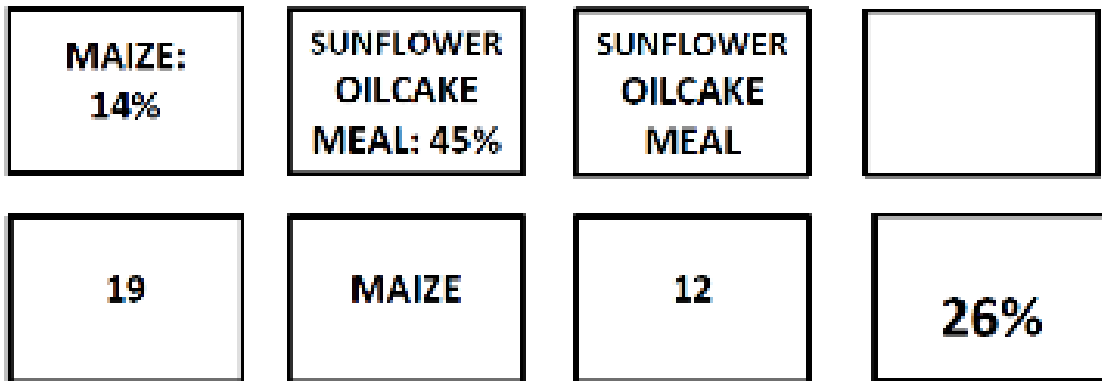 MAIZE:
14%
SUNFLOWER
OILCAKE
MEAL: 45%
SUNFLOWER
OILCAKE
MEAL
19
MAIZE
12
26%